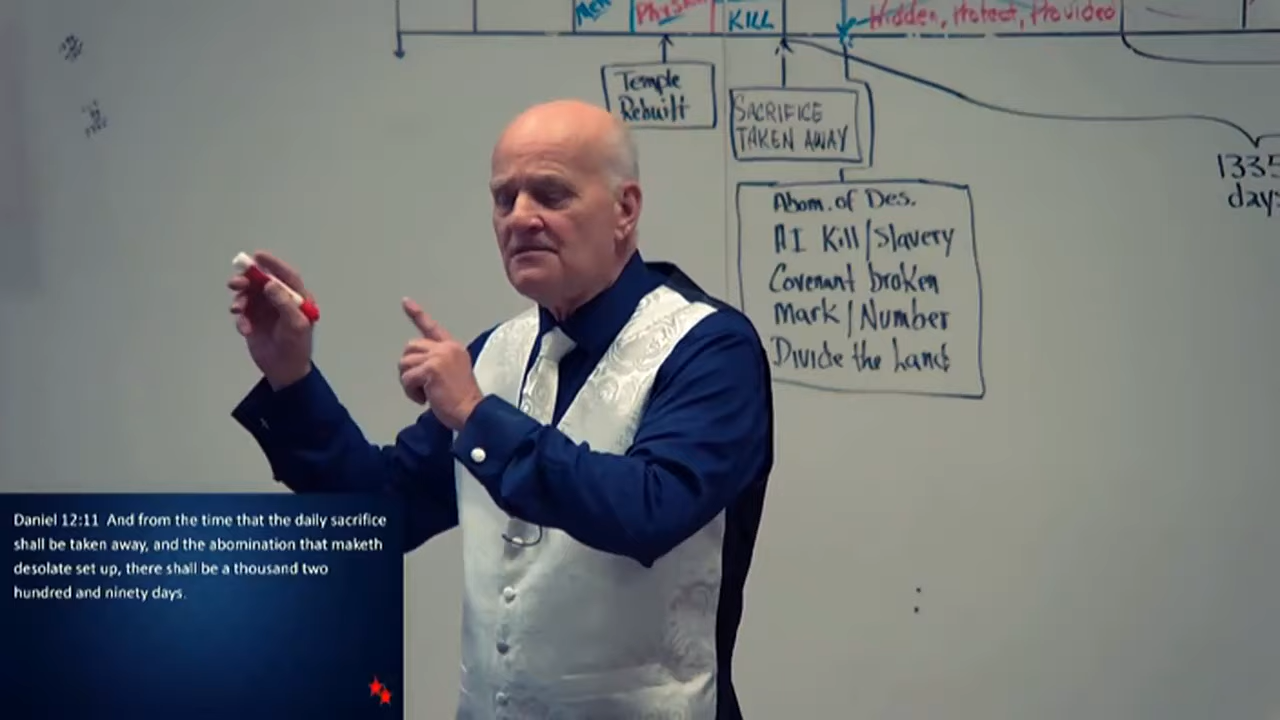 Men
Physical
KILL
Hidden, Protect, Provided
Temple
Rebuilt
SACRIFICE
TAKEN AWAY
1335
days
Abom. of Des.
AI Kill/Slavery
Covenant broken
Mark/Number
Divide the Land
Daniel 12:11 And from the time that the daily sacrifice
shall be taken away, and the abomination that maketh
desolate set up, there shall be a thousand two
hundred and ninety days.